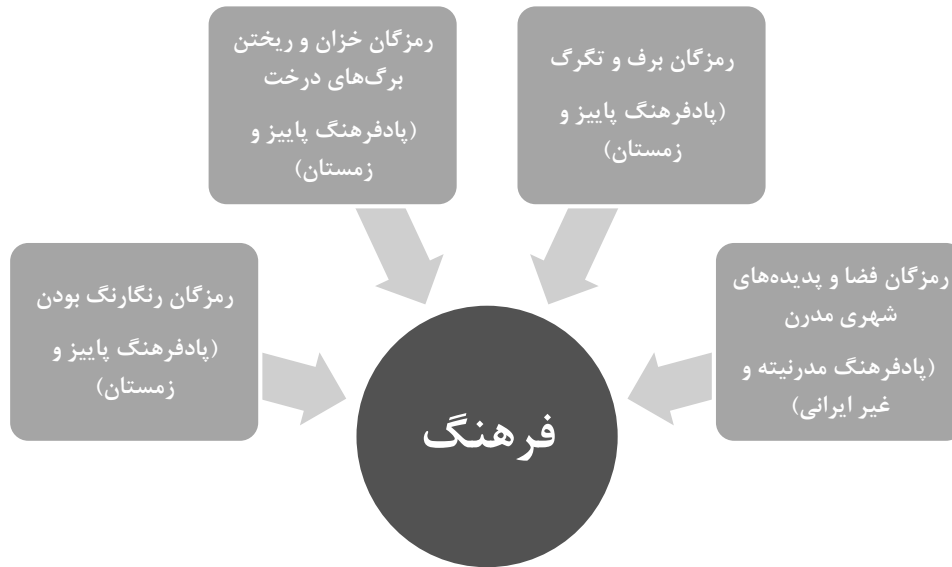 رمزگان خزان و ریختن
برگ‌های درخت
(پادفرهنگ پاییز و
زمستان)
رمزگان برف و تگرگ
(پادفرهنگ پاییز و
زمستان)
رمزگان رنگارنگ بودن
(پادفرهنگ پاییز و
زمستان)
رمزگان فضا و پدیده‌های
شهری مدرن
(پادفرهنگ مدرنیته و
غیر ایرانی)
فرهنگ